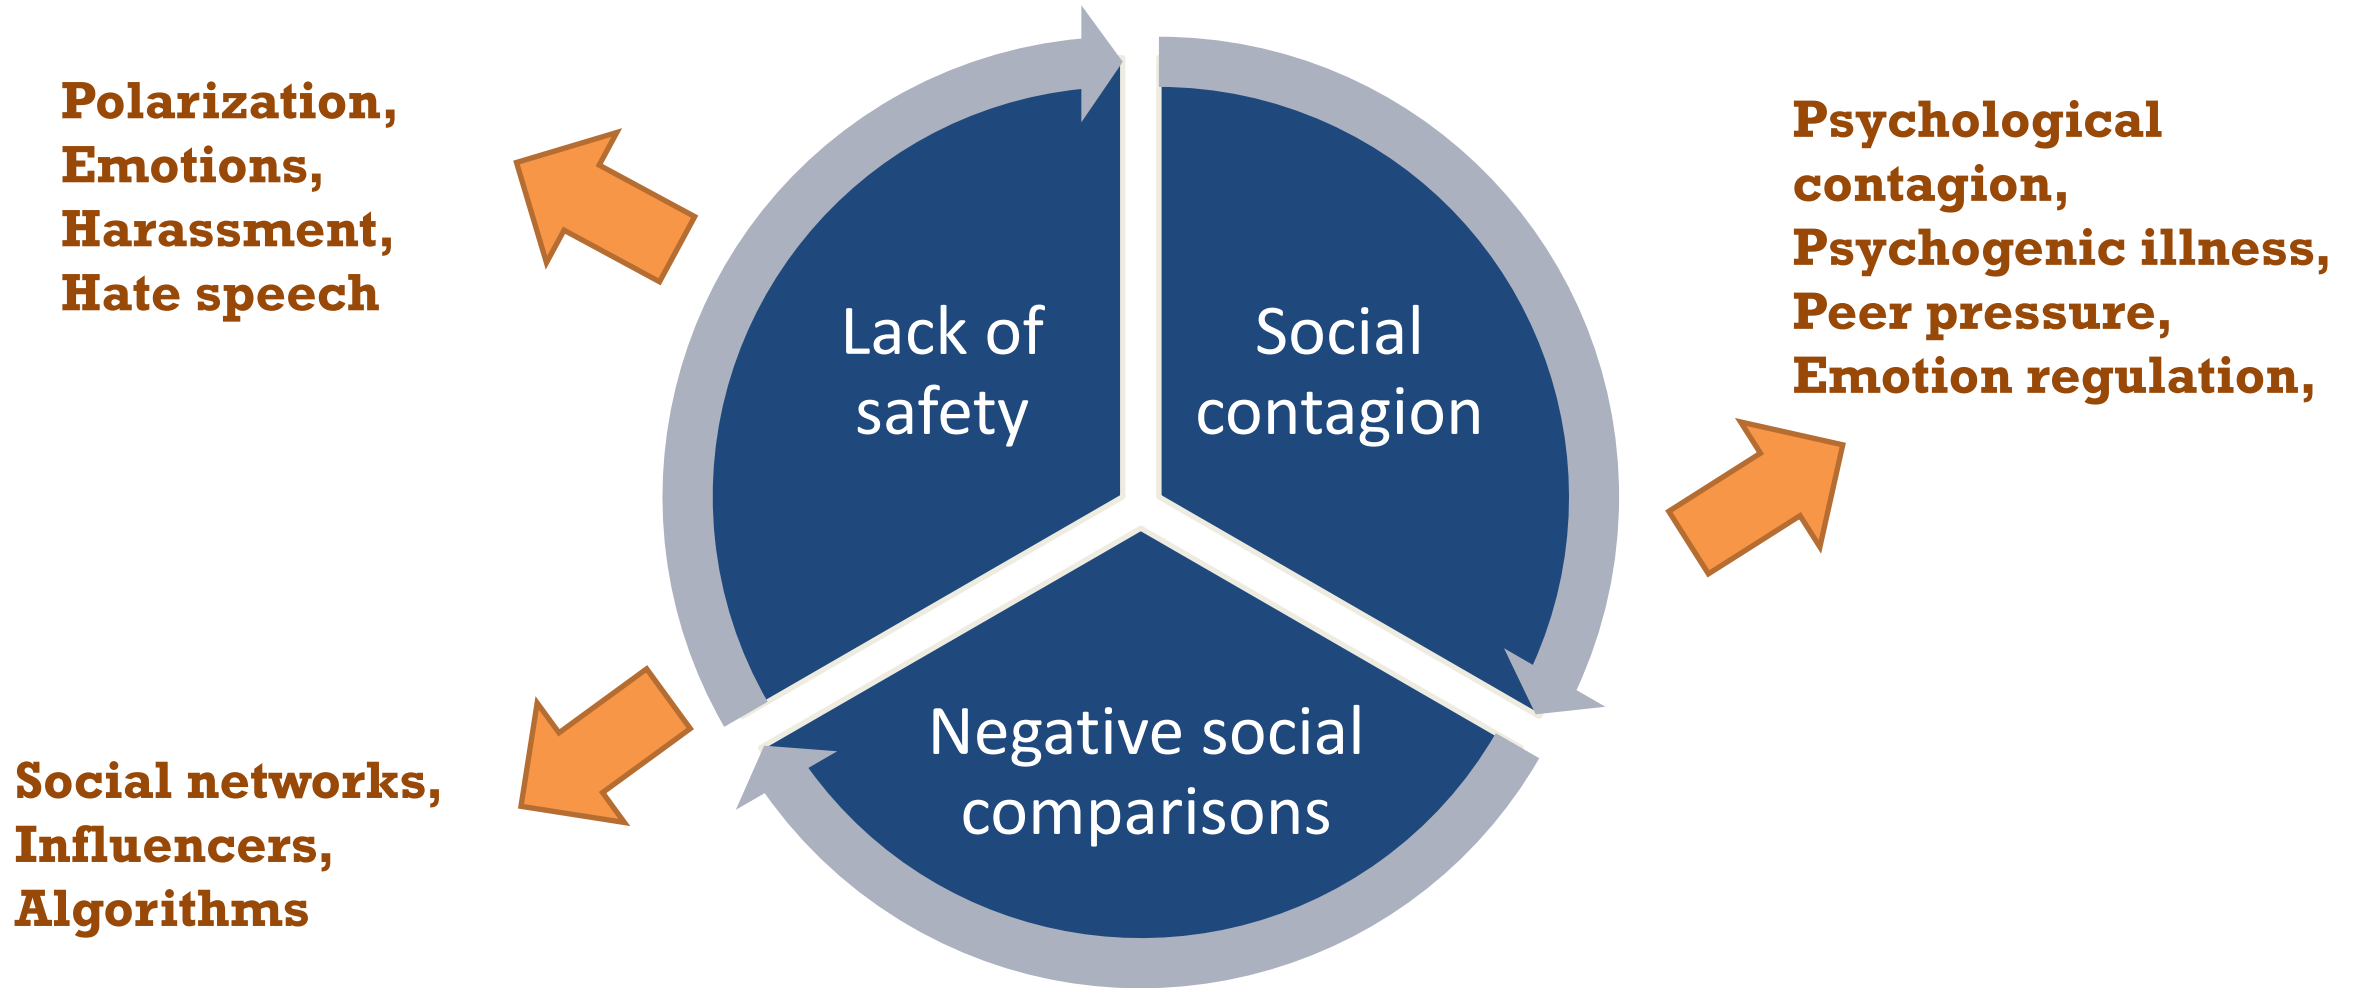 Polarization,
Emotions,
Harassment,
Hate speech
Psychological
contagion,
Psychogenic illness,
Peer pressure,
Emotion regulation,
Lack of
safety
Social
contagion
Negative social
comparisons
Social networks,
Influencers,
Algorithms